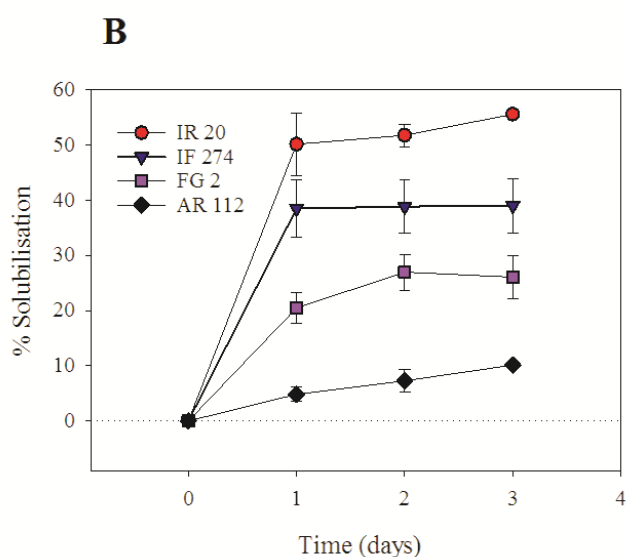 B
60
50
40
30
20
10
0
% Solubilisation
IR 20
IF 274
FG 2
AR 112
0 1 2 3 4
Time (days)